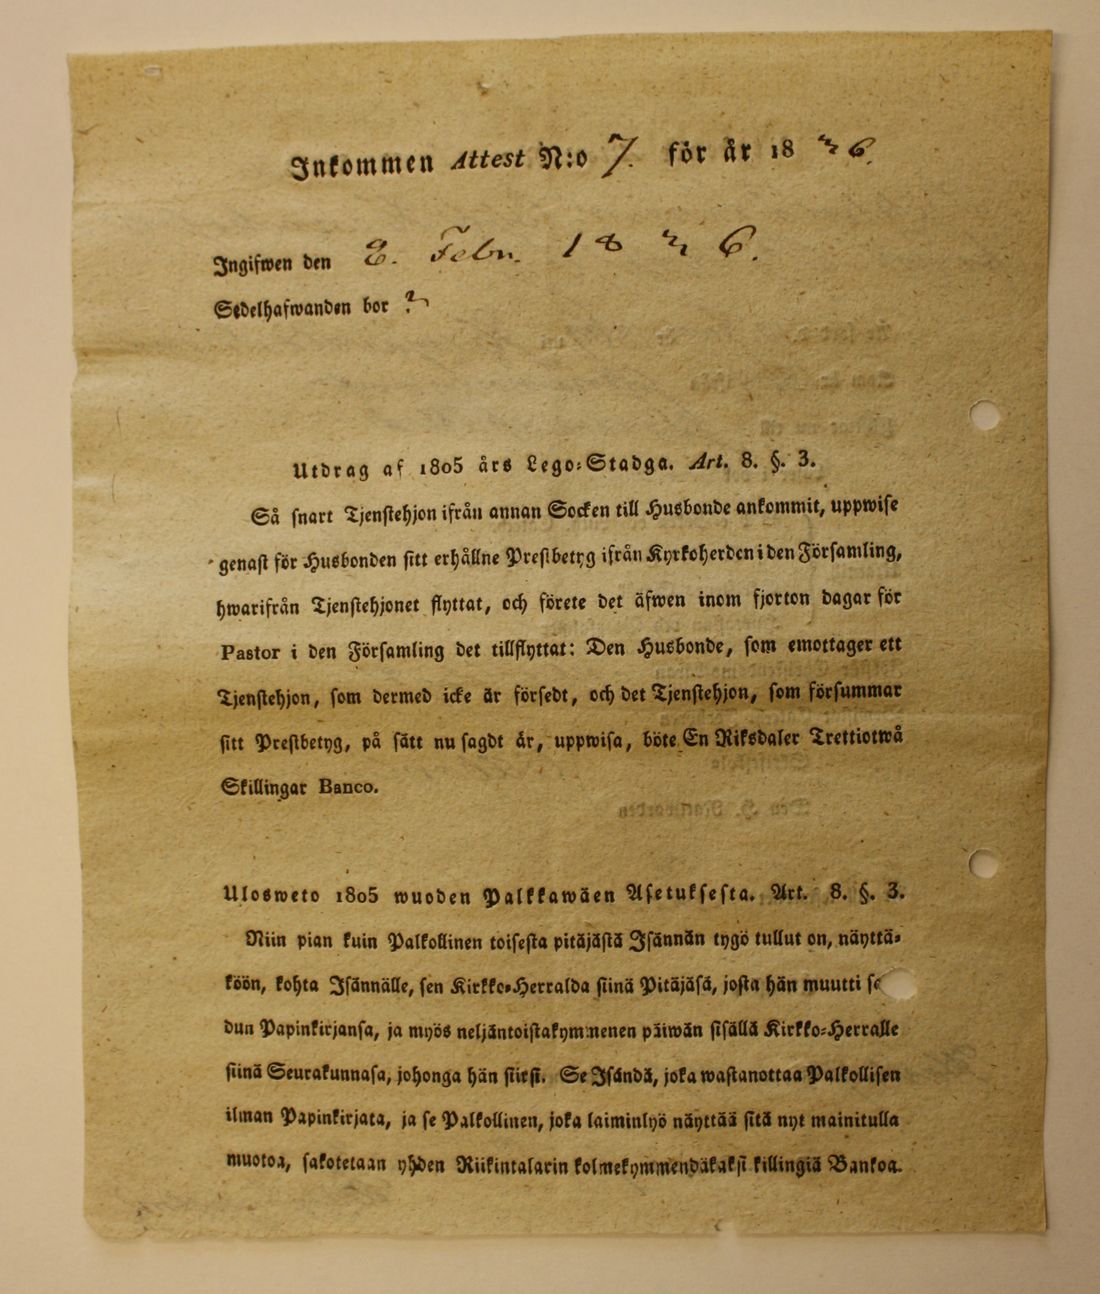 Inkommen Attest N:o 7. för år 18 26.
Ingifwen den 2. Febr. 1826.
Sedelhafwanden bor ?
Utdrag af 1805 års Lego-Stadga. Art. 8. §. 3.
Så snart Tjenstehjon ifrån annan Socken till Husbonde ankommit, uppwise
genast för Husbonden sitt erhållne Prestbetyg ifrån Kyrkoherden i den Församling,
hwarifrån Tjenstehjonet flyttat, och förete det äfwen inom fjorton dagar för
Pastor i den Församling det tillflyttat: Den Husbonde, som emottager ett
Tjenstehjon, som dermed icke är försedt, och det Tjenstehjon, som försummar
sitt Prestbetyg, på sätt nu sagdt är, uppwisa, böte En Riksdaler Trettiotwå
Skillingar Banco.
Ulosweto 1805 wuoden Palkkawäen Asetuksesta. Art. 8. §. 3.
Niin pian kuin Palkollinen toisesta pitäjästä Isännän tygö tullut on, näyttä-
köön, kohta Isännälle, sen Kirkko-Herralda siinä Pitäjäsä, josta hän muutti
dun Papinkirjansa, ja myös neljäntoistakymmenen päiwän sisällä Kirkko-Herralle
siinä Seurakunnasa, johonga hän siirsi. Se Isändä, joka wastanottaa Palkollisen
ilman Papinkirjata, ja se Palkollinen, joka laiminlyö näyttää sitä nyt mainitulla
muotoa, sakotetaan yhden Riikintalarin kolmekymmendäkaksi killingiä Bankoa.